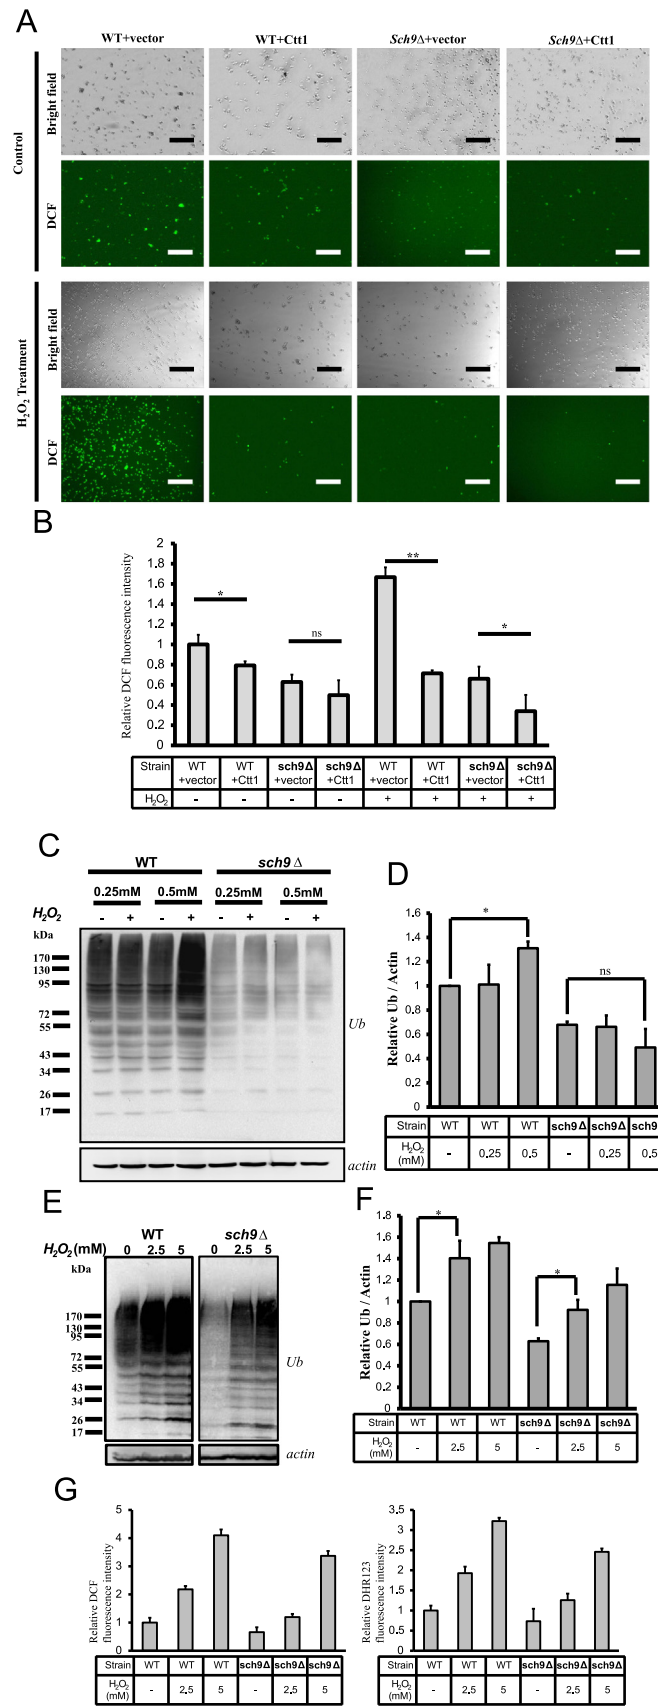 A
WT+vector WT+Ctt1 Sch9Δ+vector Sch9Δ+Ctt1
Control
Bright field
DCF
H₂O₂ Treatment
Bright field
DCF
B
Relative DCF fluorescence intensity
2
1.8
1.6
1.4
1.2
1
0.8
0.6
0.4
0.2
0
* ns ** *
Strain WT +vector WT +Ctt1 sch9Δ +vector sch9Δ +Ctt1 WT +vector WT +Ctt1 sch9Δ +vector sch9Δ +Ctt1
H₂O₂ - - - - + + + +
C
WT sch9 Δ
0.25mM 0.5mM 0.25mM 0.5mM
H₂O₂ - + - + - + - +
kDa
170
130
95
72
55
43
34
26
17
Ub
actin
D
Relative Ub / Actin
1.6
1.4
1.2
1
0.8
0.6
0.4
0.2
0
* ns
Strain WT WT WT sch9Δ sch9Δ sch9
H₂O₂ (mM) - 0.25 0.5 - 0.25 0.5
E
WT sch9 Δ
H₂O₂ (mM) 0 2.5 5 0 2.5 5
kDa
170
130
95
72
55
43
34
26
17
Ub
actin
F
Relative Ub / Actin
1.8
1.6
1.4
1.2
1
0.8
0.6
0.4
0.2
0
* *
Strain WT WT WT sch9Δ sch9Δ sch9Δ
H₂O₂ (mM) - 2.5 5 - 2.5 5
G
Relative DCF fluorescence intensity
5
4
3
2
1
0
Strain WT WT WT sch9Δ sch9Δ sch9Δ
H₂O₂ (mM) - 2.5 5 - 2.5 5
Relative DHR123 fluorescence intensity
3.5
3
2.5
2
1.5
1
0.5
0
Strain WT WT WT sch9Δ sch9Δ sch9Δ
H₂O₂ (mM) - 2.5 5 - 2.5 5